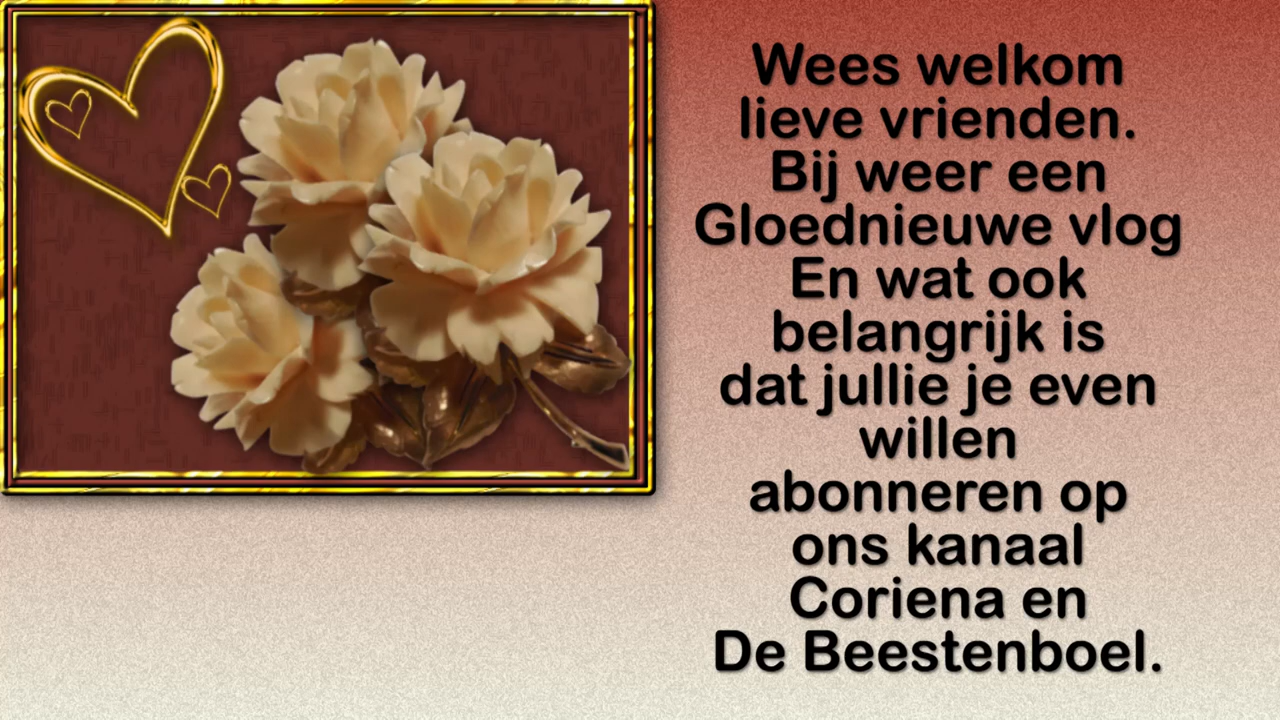 Wees welkom
lieve vrienden.
Bij weer een
Gloednieuwe vlog
En wat ook
belangrijk is
dat jullie je even
willen
abonneren op
ons kanaal
Coriena en
De Beestenboel.